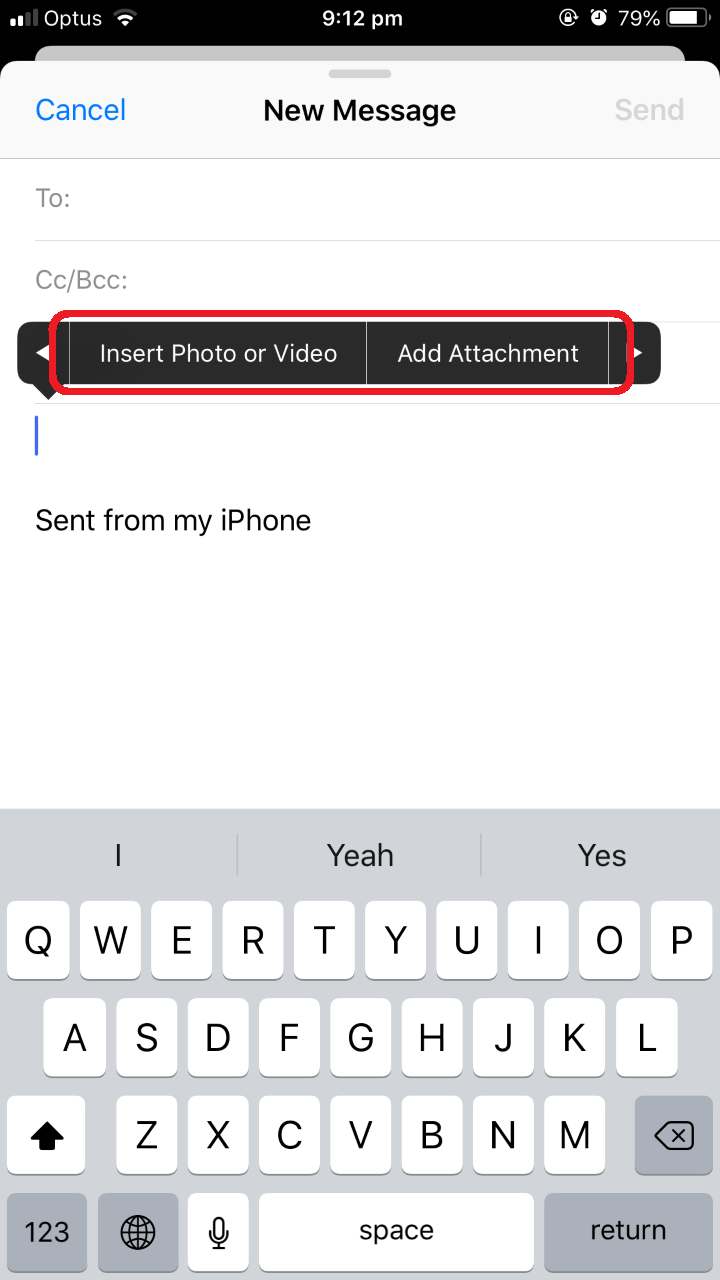 Optus 9:12 pm 79%
Cancel New Message Send
To:
Cc/Bcc:
Insert Photo or Video Add Attachment
Sent from my iPhone
I Yeah Yes
Q W E R T Y U I O P
A S D F G H J K L
Z X C V B N M
123 space return